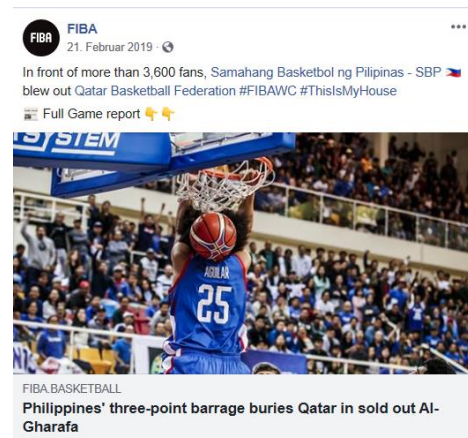 FIBA
FIBA
21. Februar 2019 ·
In front of more than 3,600 fans, Samahang Basketbol ng Pilipinas - SBP 🇵🇭
blew out Qatar Basketball Federation #FIBAWC #ThisIsMyHouse
📰 Full Game report 👇👇
SYSTEM
AGUILAR
25
FIBA.BASKETBALL
Philippines' three-point barrage buries Qatar in sold out Al-
Gharafa